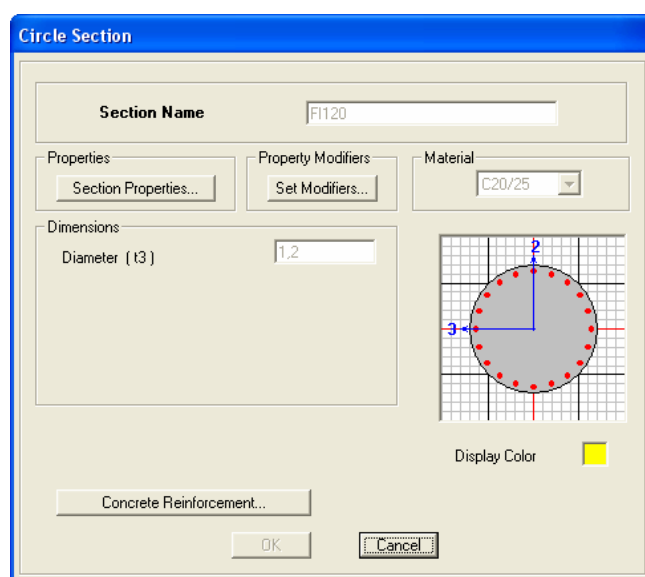 Circle Section
Section Name FI120
Properties
Section Properties...
Property Modifiers
Set Modifiers...
Material
C20/25
Dimensions
Diameter ( t3 ) 1,2
2
3
Display Color
Concrete Reinforcement...
OK Cancel